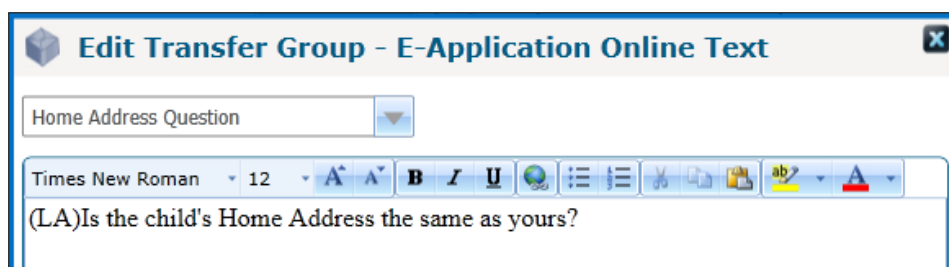 Edit Transfer Group - E-Application Online Text
Home Address Question
Times New Roman 12 A A B I U ab A
(LA)Is the child's Home Address the same as yours?